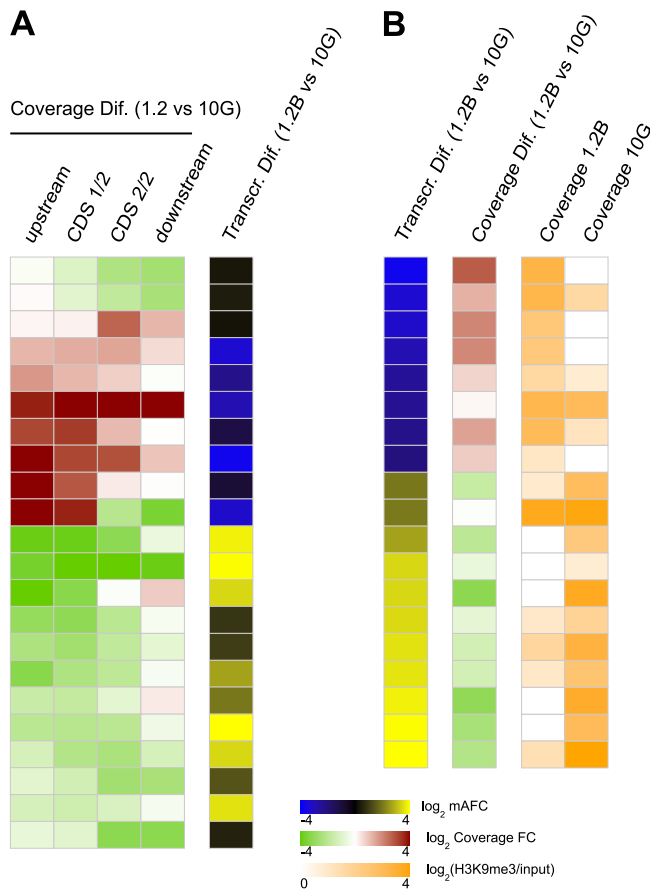 A
Coverage Dif. (1.2 vs 10G)
upstream
CDS 1/2
CDS 2/2
downstream
Transcr. Dif. (1.2B vs 10G)
B
Transcr. Dif. (1.2B vs 10G)
Coverage Dif. (1.2B vs 10G)
Coverage 1.2B
Coverage 10G
-4 4 log2 mAFC
-4 4 log2 Coverage FC
0 4 log2(H3K9me3/input)